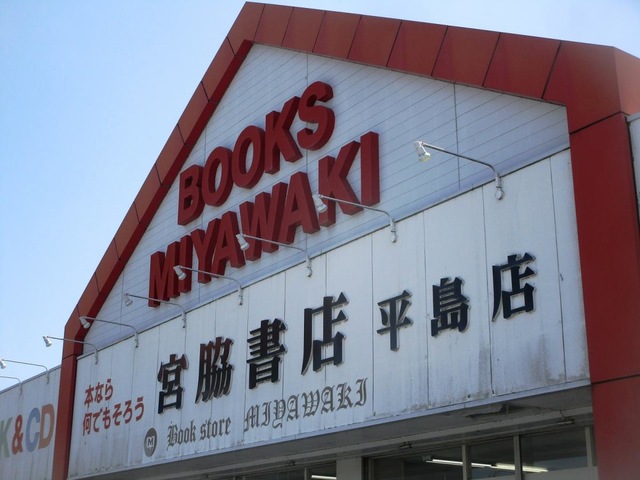 BOOKS
MIYAWAKI
宮脇書店 平島店
本なら
何でもそろう
M Book store MIYAWAKI
K&CD